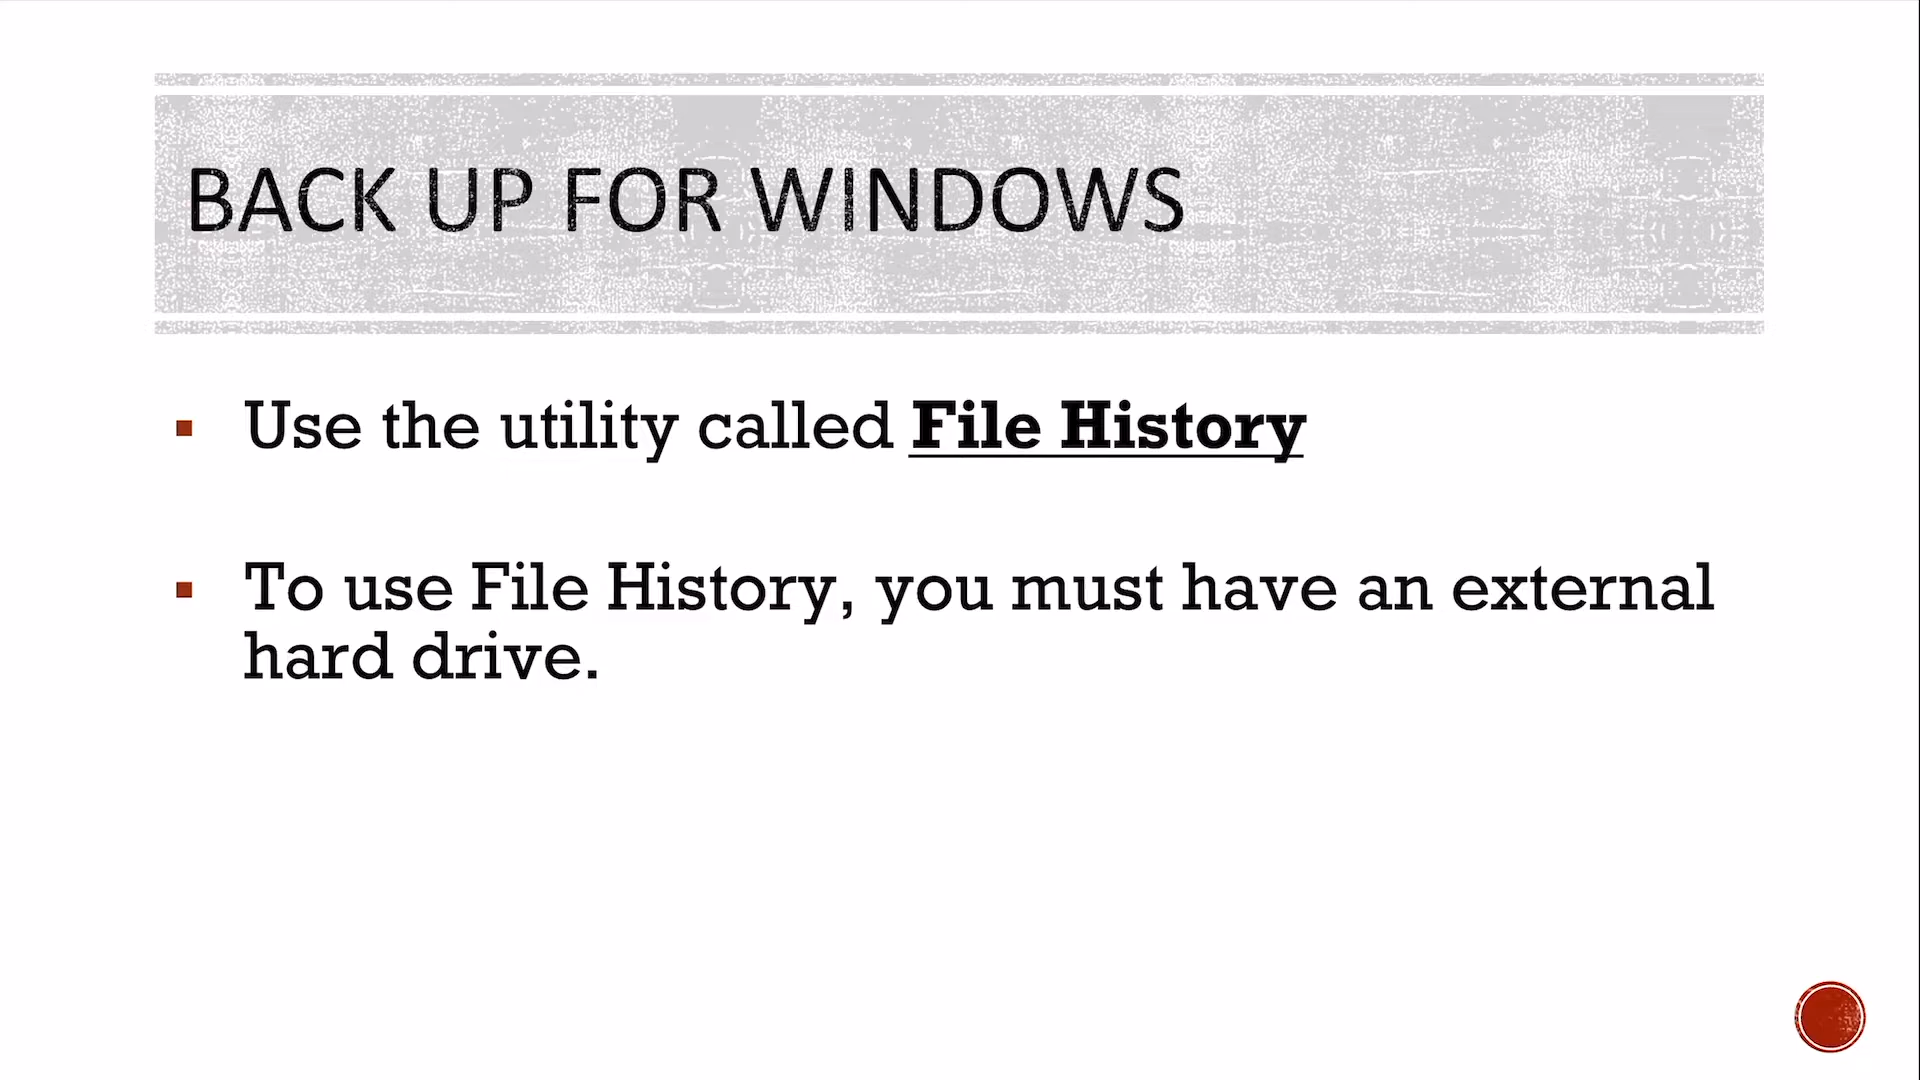 BACK UP FOR WINDOWS
Use the utility called File History
To use File History, you must have an external
hard drive.